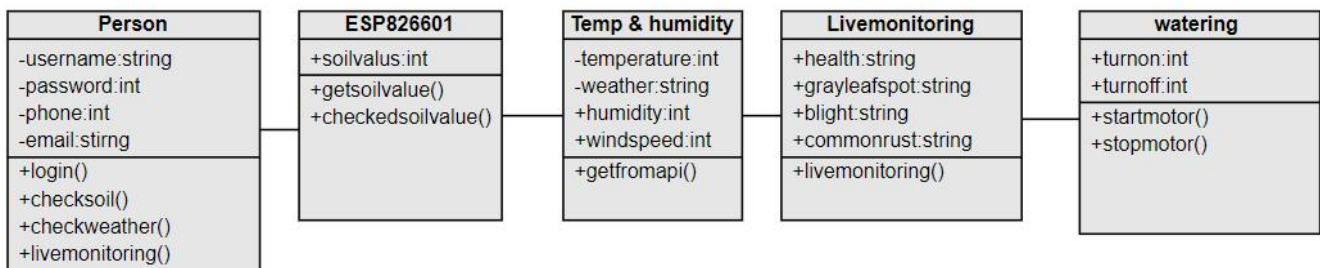 Person
-username:string
-password:int
-phone:int
-email:stirng
+login()
+checksoil()
+checkweather()
+livemonitoring()
ESP826601
+soilvalus:int
+getsoilvalue()
+checkedsoilvalue()
Temp & humidity
-temperature:int
-weather:string
+humidity:int
+windspeed:int
+getfromapi()
Livemonitoring
+health:string
+grayleafspot:string
+blight:string
+commonrust:string
+livemonitoring()
watering
+turnon:int
+turnoff:int
+startmotor()
+stopmotor()